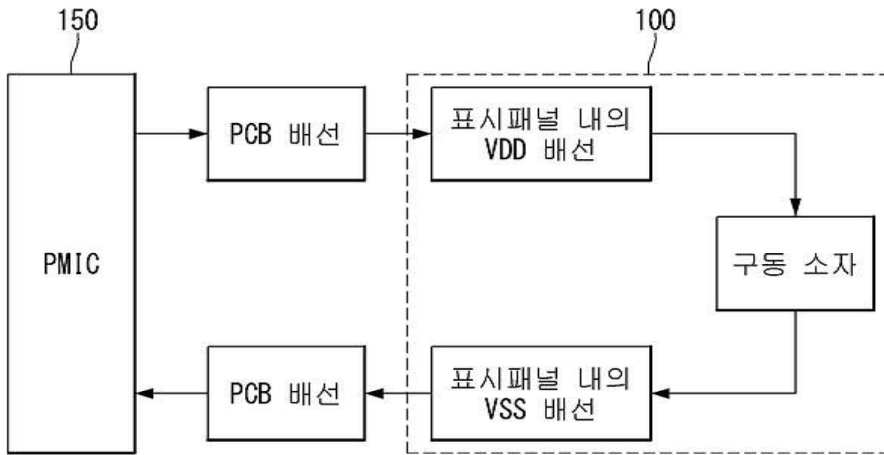 150
100
PCB 배선
표시패널 내의
VDD 배선
PMIC
구동 소자
PCB 배선
표시패널 내의
VSS 배선